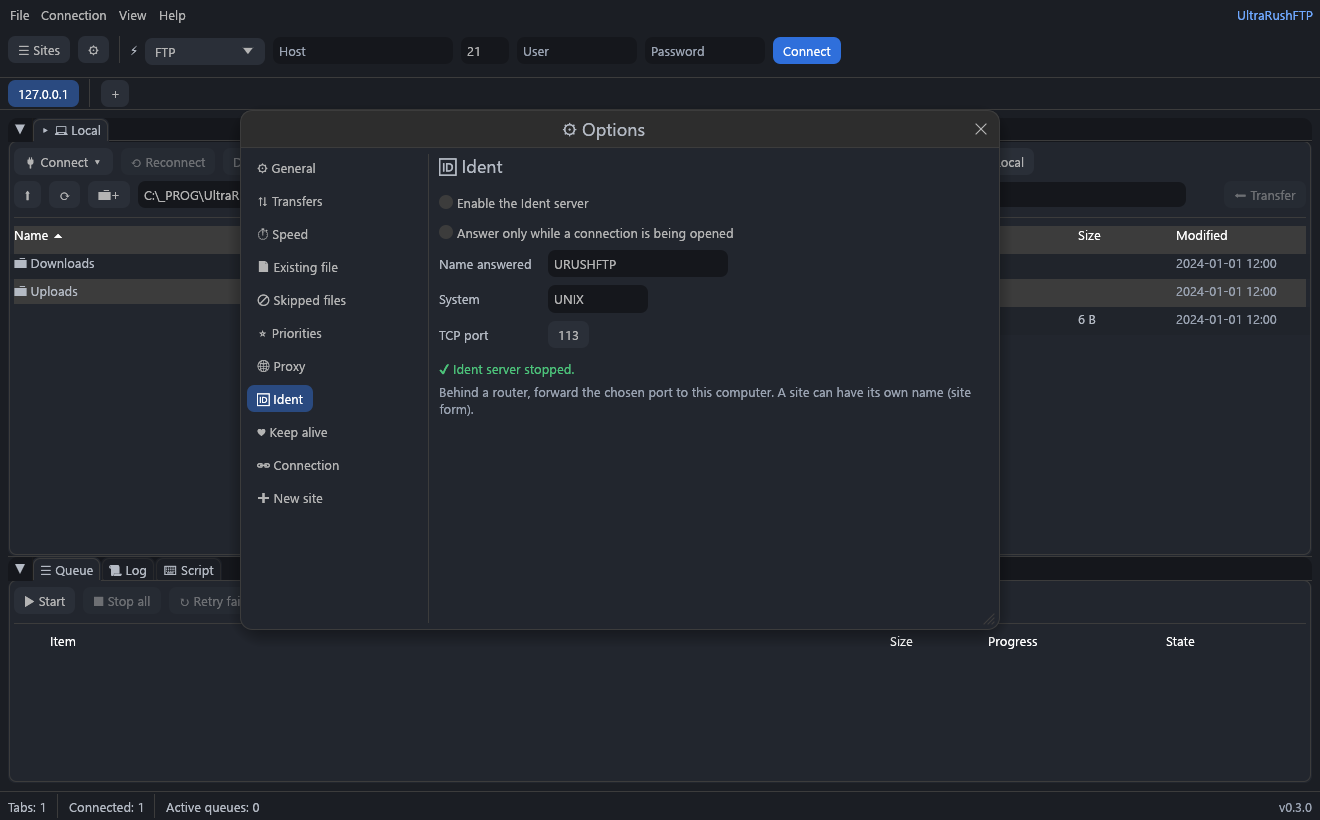 File Connection View Help UltraRushFTP
Sites FTP Host 21 User Password Connect
127.0.0.1 +
Local
Options
Connect Reconnect
C:\_PROG\UltraR
Transfer
Name Size Modified
Downloads 2024-01-01 12:00
Uploads 2024-01-01 12:00
6 B 2024-01-01 12:00
General
Transfers
Speed
Existing file
Skipped files
Priorities
Proxy
Ident
Keep alive
Connection
New site
Ident
Enable the Ident server
Answer only while a connection is being opened
Name answered URUSHFTP
System UNIX
TCP port 113
✓ Ident server stopped.
Behind a router, forward the chosen port to this computer. A site can have its own name (site
form).
Queue Log Script
Start Stop all Retry fai
Item Size Progress State
Tabs: 1 Connected: 1 Active queues: 0 v0.3.0